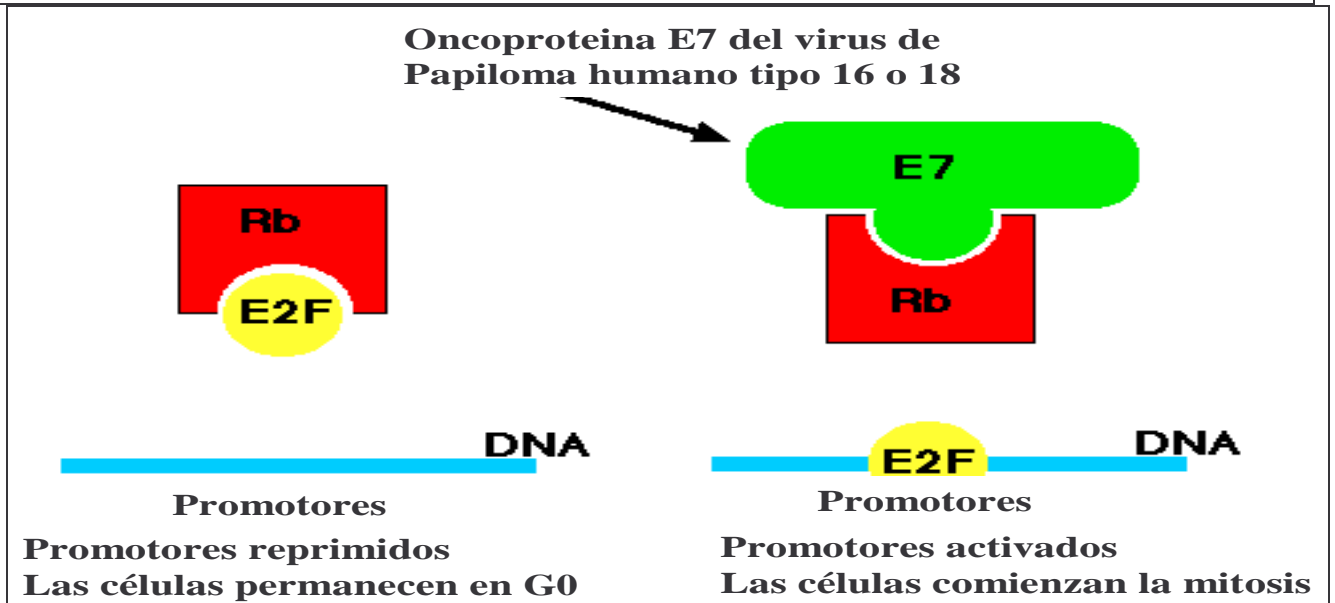 Oncoproteina E7 del virus de
Papiloma humano tipo 16 o 18
E7
Rb
E2F
Rb
DNA
DNA
E2F
Promotores
Promotores
Promotores reprimidos
Las células permanecen en G0
Promotores activados
Las células comienzan la mitosis